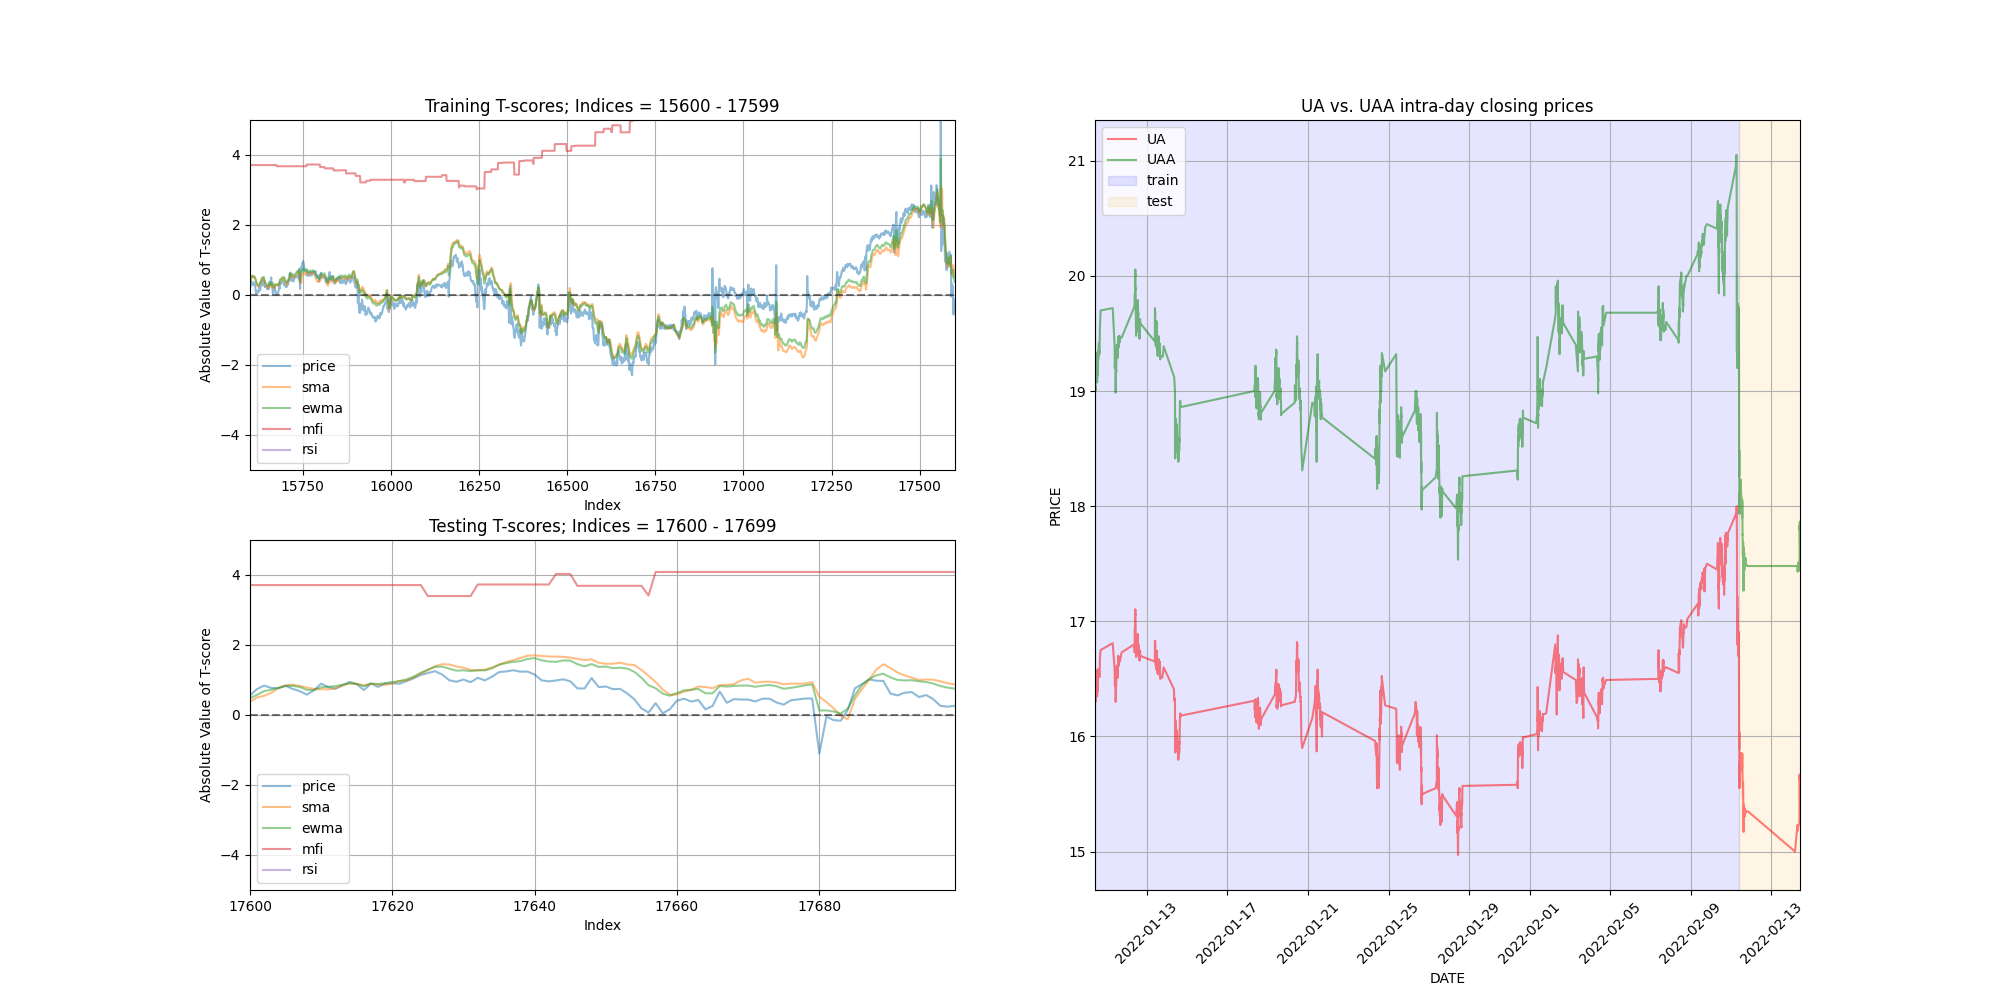 Training T-scores; Indices = 15600 - 17599
Absolute Value of T-score
4
2
0
−2
−4
price
sma
ewma
mfi
rsi
15750 16000 16250 16500 16750 17000 17250 17500
Index
Testing T-scores; Indices = 17600 - 17699
Absolute Value of T-score
4
2
0
−2
−4
price
sma
ewma
mfi
rsi
17600 17620 17640 17660 17680
Index
UA vs. UAA intra-day closing prices
UA
UAA
train
test
PRICE
21
20
19
18
17
16
15
2022-01-13 2022-01-17 2022-01-21 2022-01-25 2022-01-29 2022-02-01 2022-02-05 2022-02-09 2022-02-13
DATE